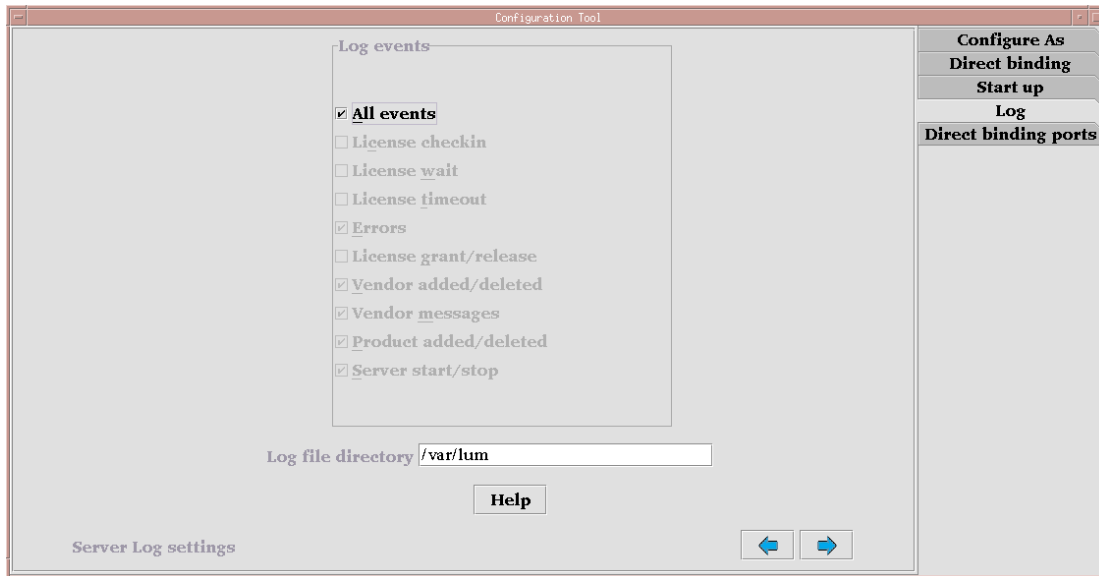 Configuration Tool
Configure As
Direct binding
Start up
Log
Direct binding ports
Log events
All events
License checkin
License wait
License timeout
Errors
License grant/release
Vendor added/deleted
Vendor messages
Product added/deleted
Server start/stop
Log file directory /var/lum
Help
Server Log settings